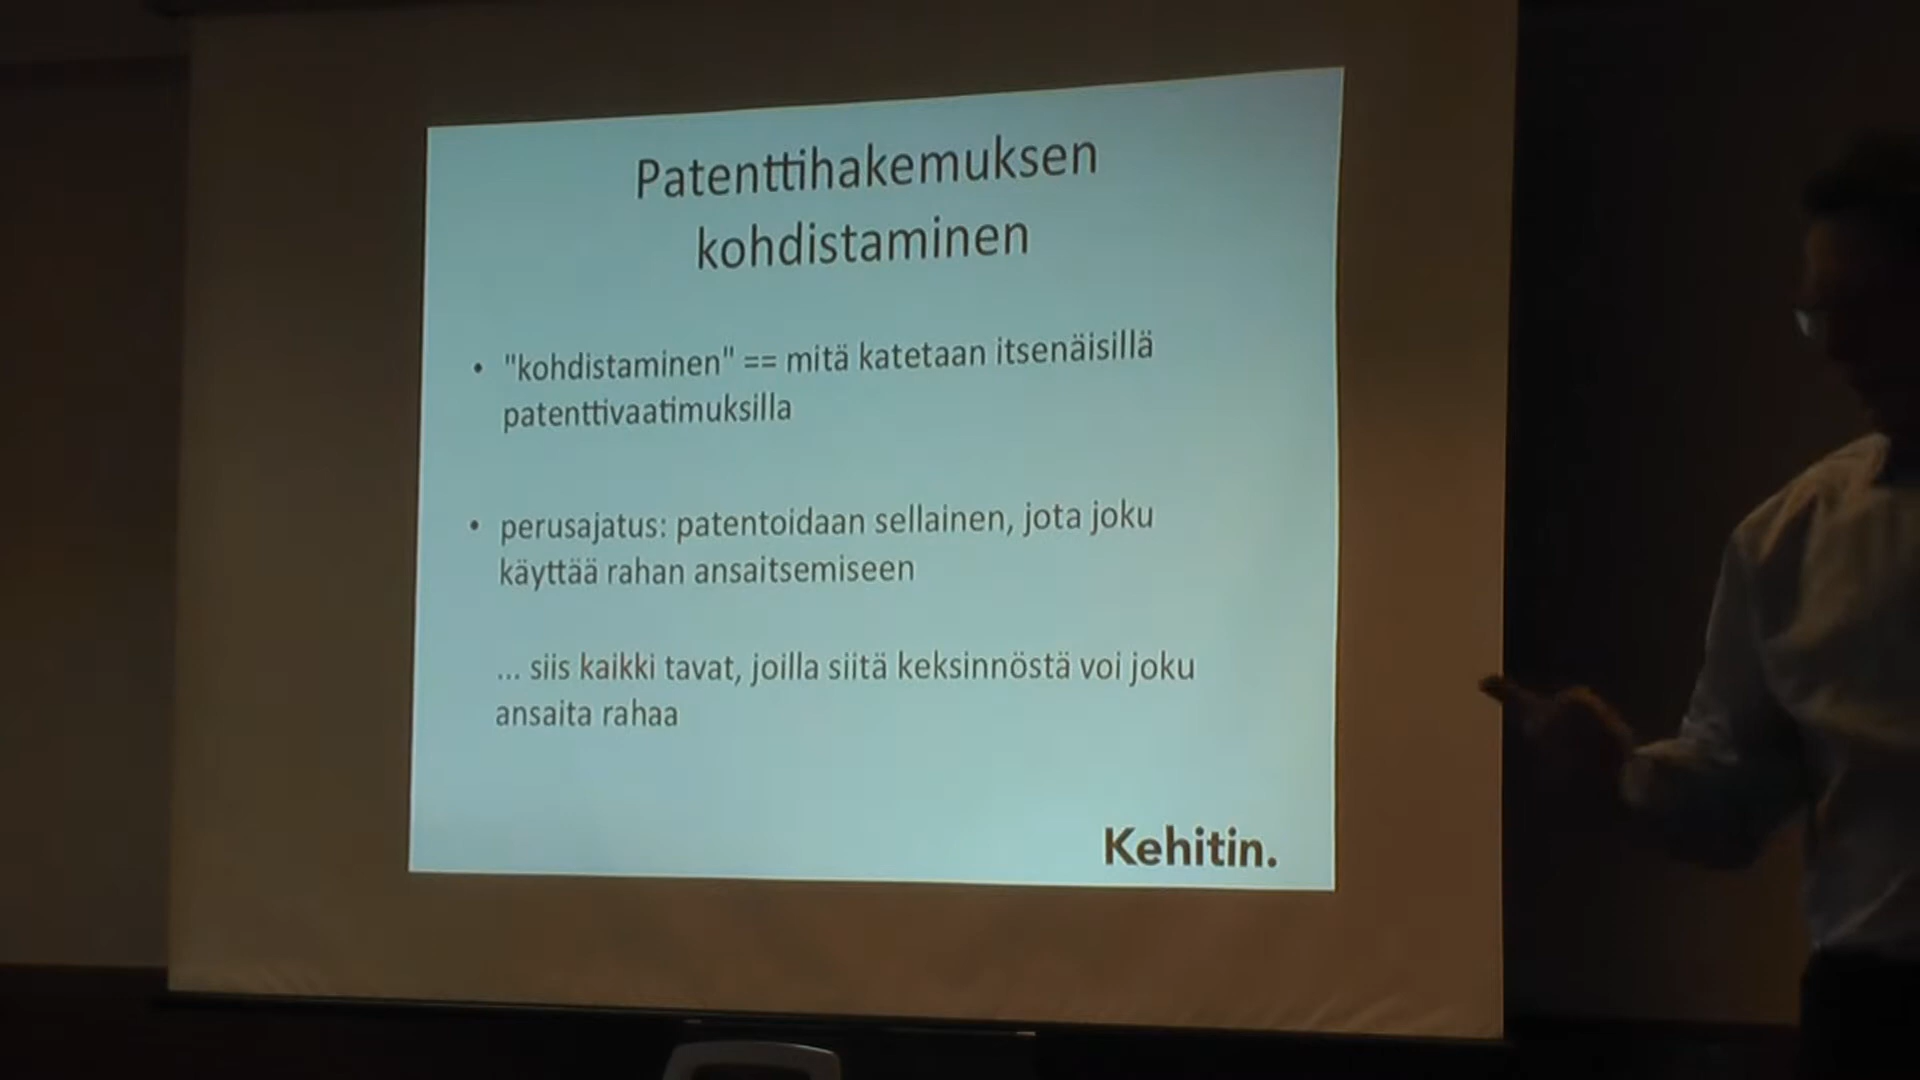 Patenttihakemuksen
kohdistaminen
• "kohdistaminen" == mitä katetaan itsenäisillä
patenttivaatimuksilla
• perusajatus: patentoidaan sellainen, jota joku
käyttää rahan ansaitsemiseen
... siis kaikki tavat, joilla siitä keksinnöstä voi joku
ansaita rahaa
Kehitin.